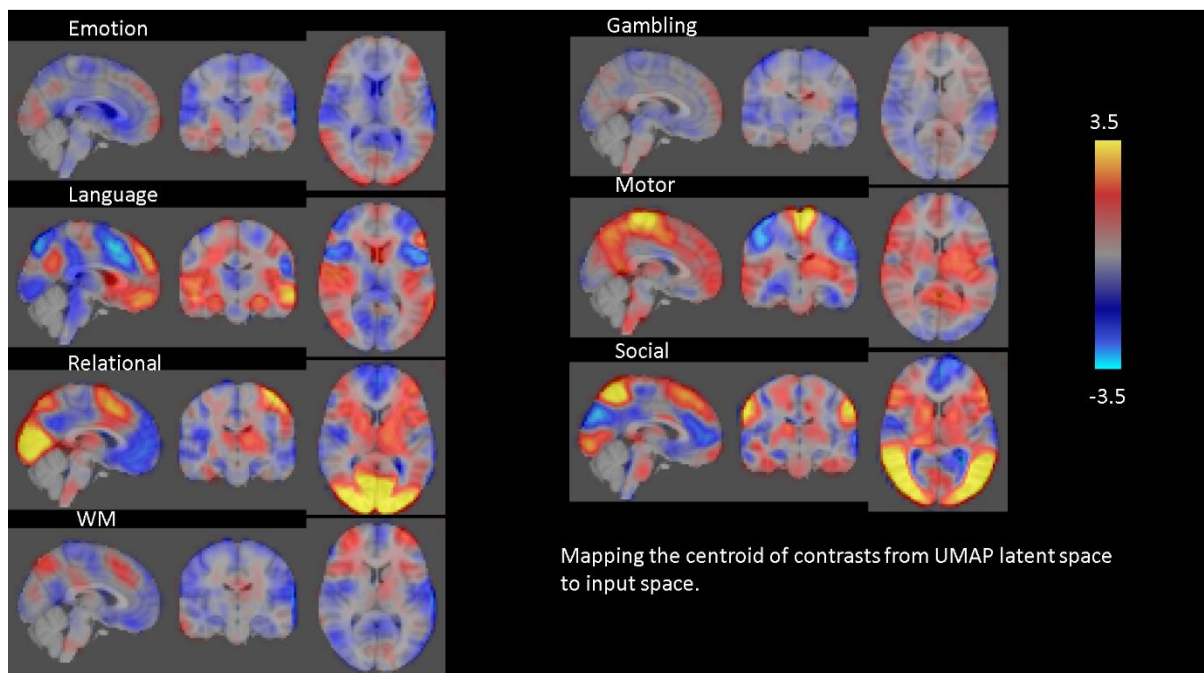 Emotion
Gambling
3.5
Language
Motor
Relational
Social
-3.5
WM
Mapping the centroid of contrasts from UMAP latent space
to input space.